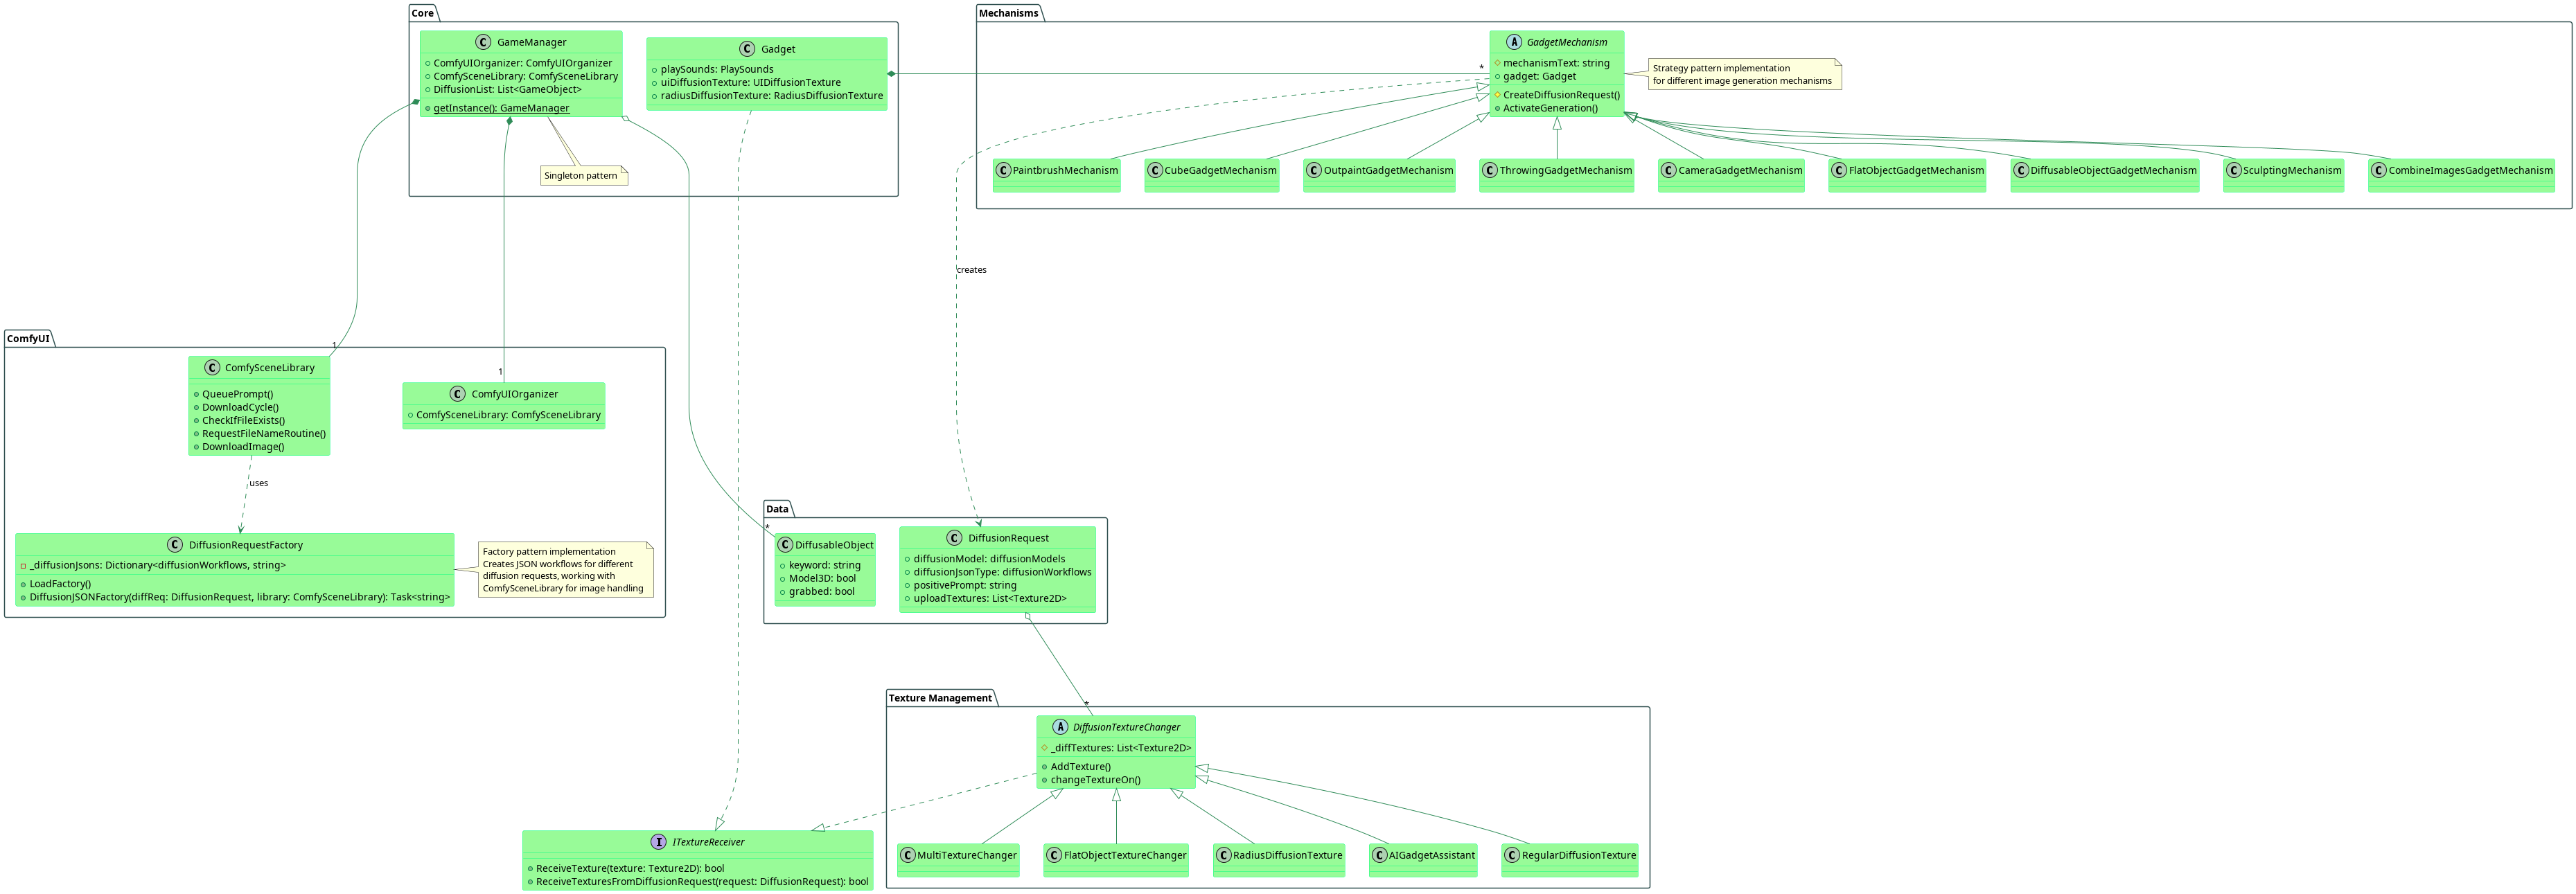 Core
C GameManager
ComfyUIOrganizer: ComfyUIOrganizer
ComfySceneLibrary: ComfySceneLibrary
DiffusionList: List<GameObject>
getInstance(): GameManager
C Gadget
playSounds: PlaySounds
uiDiffusionTexture: UIDiffusionTexture
radiusDiffusionTexture: RadiusDiffusionTexture
Singleton pattern
Mechanisms
A GadgetMechanism
mechanismText: string
gadget: Gadget
CreateDiffusionRequest()
ActivateGeneration()
Strategy pattern implementation
for different image generation mechanisms
*
C PaintbrushMechanism
C CubeGadgetMechanism
C OutpaintGadgetMechanism
C ThrowingGadgetMechanism
C CameraGadgetMechanism
C FlatObjectGadgetMechanism
C DiffusableObjectGadgetMechanism
C SculptingMechanism
C CombineImagesGadgetMechanism
creates
ComfyUI
1
C ComfySceneLibrary
QueuePrompt()
DownloadCycle()
CheckIfFileExists()
RequestFileNameRoutine()
DownloadImage()
1
C ComfyUIOrganizer
ComfySceneLibrary: ComfySceneLibrary
uses
C DiffusionRequestFactory
_diffusionJsons: Dictionary<diffusionWorkflows, string>
LoadFactory()
DiffusionJSONFactory(diffReq: DiffusionRequest, library: ComfySceneLibrary): Task<string>
Factory pattern implementation
Creates JSON workflows for different
diffusion requests, working with
ComfySceneLibrary for image handling
Data
*
C DiffusableObject
keyword: string
Model3D: bool
grabbed: bool
C DiffusionRequest
diffusionModel: diffusionModels
diffusionJsonType: diffusionWorkflows
positivePrompt: string
uploadTextures: List<Texture2D>
Texture Management
*
A DiffusionTextureChanger
_diffTextures: List<Texture2D>
AddTexture()
changeTextureOn()
I ITextureReceiver
ReceiveTexture(texture: Texture2D): bool
ReceiveTexturesFromDiffusionRequest(request: DiffusionRequest): bool
C MultiTextureChanger
C FlatObjectTextureChanger
C RadiusDiffusionTexture
C AIGadgetAssistant
C RegularDiffusionTexture